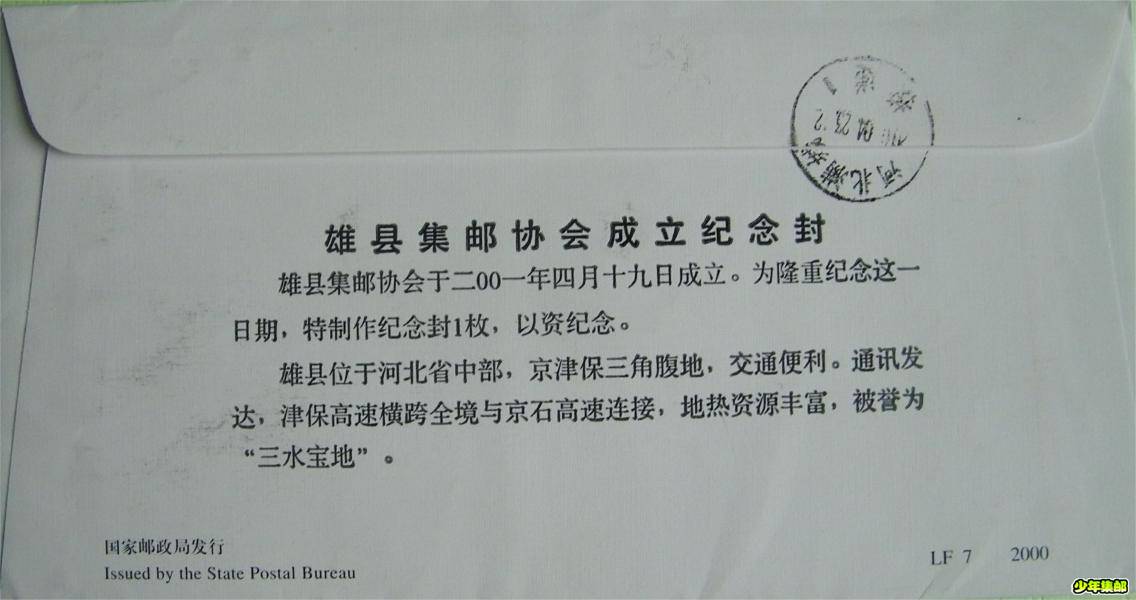 河北
04 23 2
1
雄县集邮协会成立纪念封
雄县集邮协会于二00一年四月十九日成立。为隆重纪念这一
日期，特制作纪念封1枚，以资纪念。
雄县位于河北省中部，京津保三角腹地，交通便利。通讯发
达，津保高速横跨全境与京石高速连接，地热资源丰富，被誉为
“三水宝地”。
国家邮政局发行
Issued by the State Postal Bureau
LF 7 2000
少年集邮